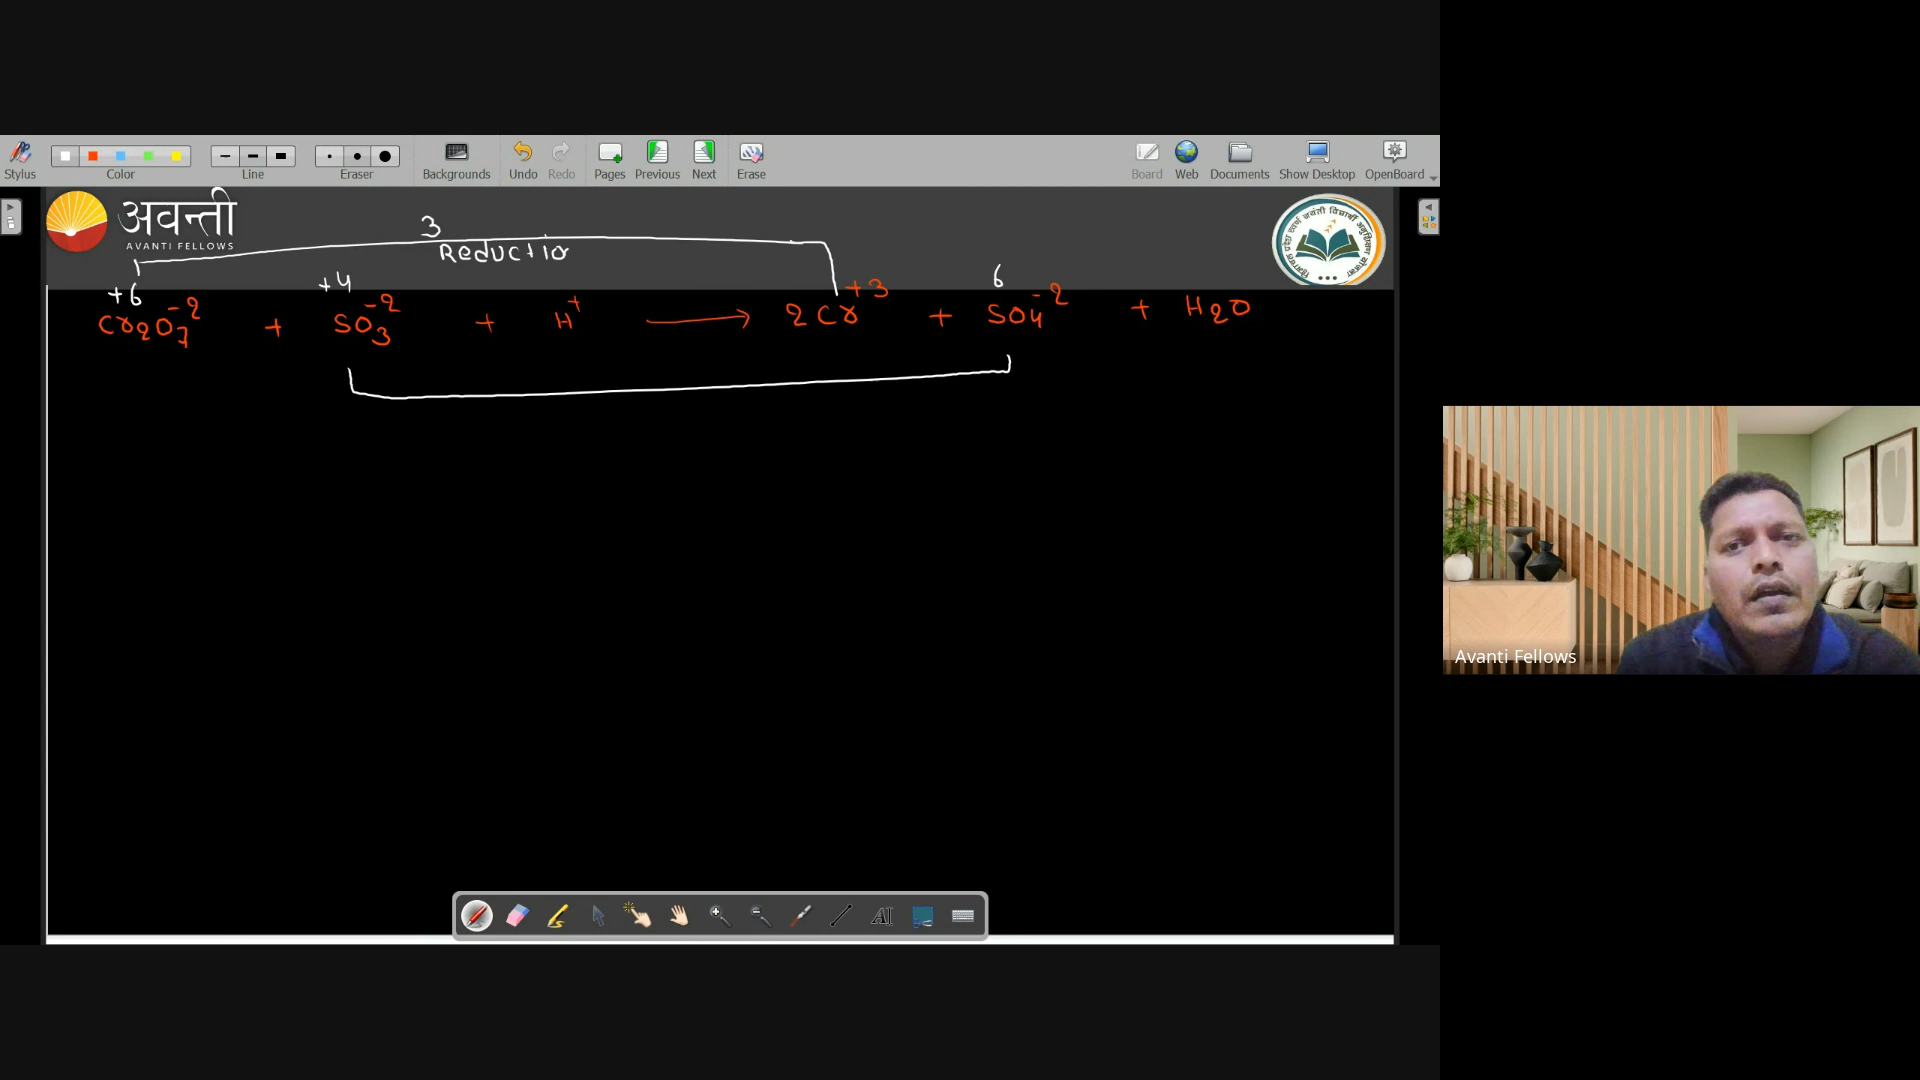 Stylus Color Line Eraser Backgrounds Undo Redo Pages Previous Next Erase Board Web Documents Show Desktop OpenBoard
अवन्ती
AVANTI FELLOWS
3
Reductio
+6 +4 6
Cr2O7^-2 + SO3^-2 + H^+ ⟶ 2Cr^+3 + SO4^-2 + H2O
Avanti Fellows